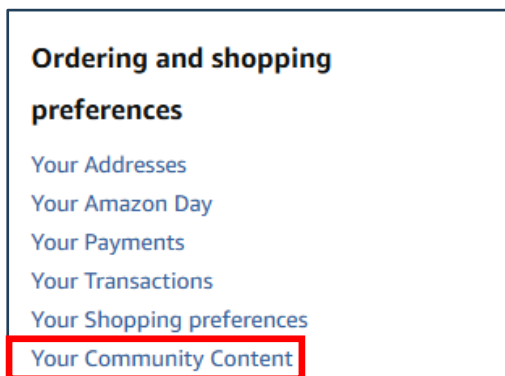 Ordering and shopping
preferences
Your Addresses
Your Amazon Day
Your Payments
Your Transactions
Your Shopping preferences
Your Community Content